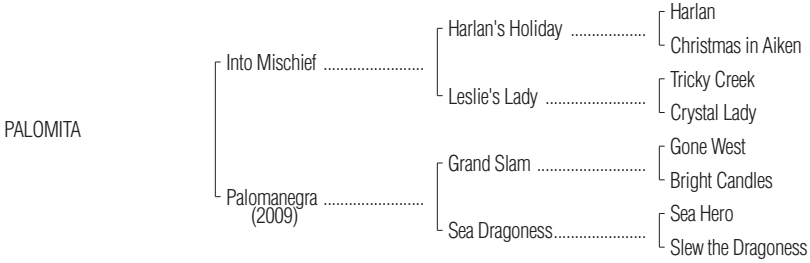 Harlan
Harlan's Holiday ....................
Christmas in Aiken
Into Mischief ..........................
Tricky Creek
Leslie's Lady ...........................
Crystal Lady
PALOMITA
Gone West
Grand Slam .............................
Bright Candles
Palomanegra ..........................
(2009)
Sea Hero
Sea Dragoness.........................
Slew the Dragoness